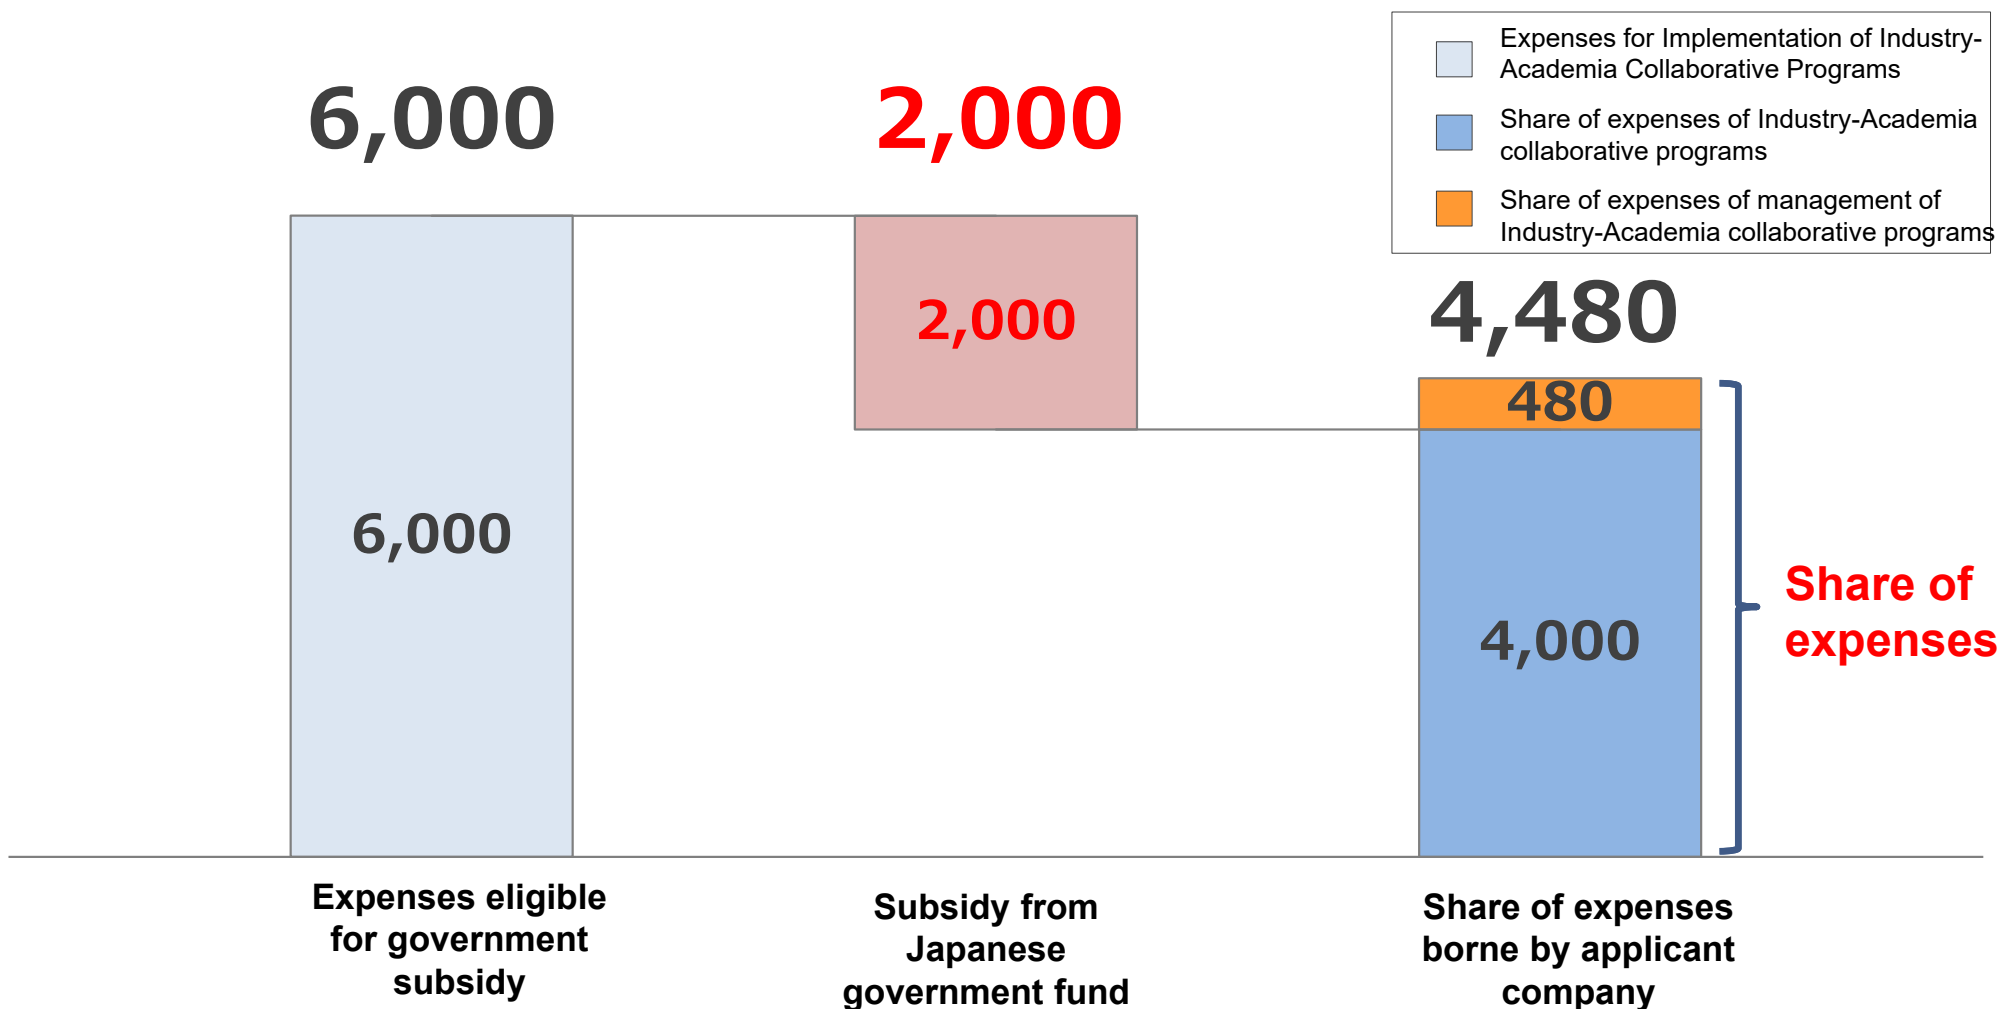 Expenses for Implementation of Industry-
Academia Collaborative Programs
Share of expenses of Industry-Academia
collaborative programs
Share of expenses of management of
Industry-Academia collaborative programs
6,000
2,000
4,480
2,000
480
6,000
4,000
Share of
expenses
Expenses eligible
for government
subsidy
Subsidy from
Japanese
government fund
Share of expenses
borne by applicant
company